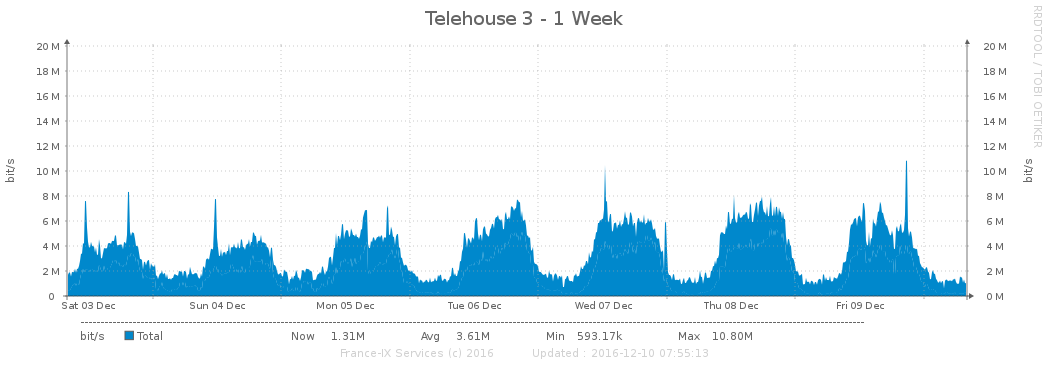 Telehouse 3 - 1 Week
RRDTOOL / TOBI OETIKER
bit/s
20 M 20 M
18 M 18 M
16 M 16 M
14 M 14 M
12 M 12 M
10 M 10 M
8 M 8 M
6 M 6 M
4 M 4 M
2 M 2 M
0 0 M
bit/s
Sat 03 Dec Sun 04 Dec Mon 05 Dec Tue 06 Dec Wed 07 Dec Thu 08 Dec Fri 09 Dec
bit/s Total Now 1.31M Avg 3.61M Min 593.17k Max 10.80M
France-IX Services (c) 2016 Updated : 2016-12-10 07:55:13